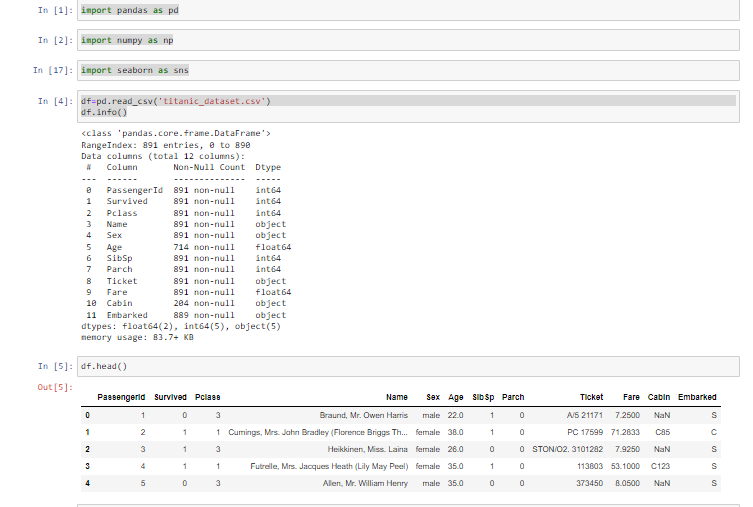 In [1]: import pandas as pd
In [2]: import numpy as np
In [17]: import seaborn as sns
In [4]: df=pd.read_csv('titanic_dataset.csv')
df.info()
<class 'pandas.core.frame.DataFrame'>
RangeIndex: 891 entries, 0 to 890
Data columns (total 12 columns):
# Column Non-Null Count Dtype
--- ------ -------------- -----
0 PassengerId 891 non-null int64
1 Survived 891 non-null int64
2 Pclass 891 non-null int64
3 Name 891 non-null object
4 Sex 891 non-null object
5 Age 714 non-null float64
6 SibSp 891 non-null int64
7 Parch 891 non-null int64
8 Ticket 891 non-null object
9 Fare 891 non-null float64
10 Cabin 204 non-null object
11 Embarked 889 non-null object
dtypes: float64(2), int64(5), object(5)
memory usage: 83.7+ KB
In [5]: df.head()
Out[5]:
PassengerId Survived Pclass Name Sex Age SibSp Parch Ticket Fare Cabin Embarked
0 1 0 3 Braund, Mr. Owen Harris male 22.0 1 0 A/5 21171 7.2500 NaN S
1 2 1 1 Cumings, Mrs. John Bradley (Florence Briggs Th... female 38.0 1 0 PC 17599 71.2833 C85 C
2 3 1 3 Heikkinen, Miss. Laina female 26.0 0 0 STON/O2. 3101282 7.9250 NaN S
3 4 1 1 Futrelle, Mrs. Jacques Heath (Lily May Peel) female 35.0 1 0 113803 53.1000 C123 S
4 5 0 3 Allen, Mr. William Henry male 35.0 0 0 373450 8.0500 NaN S